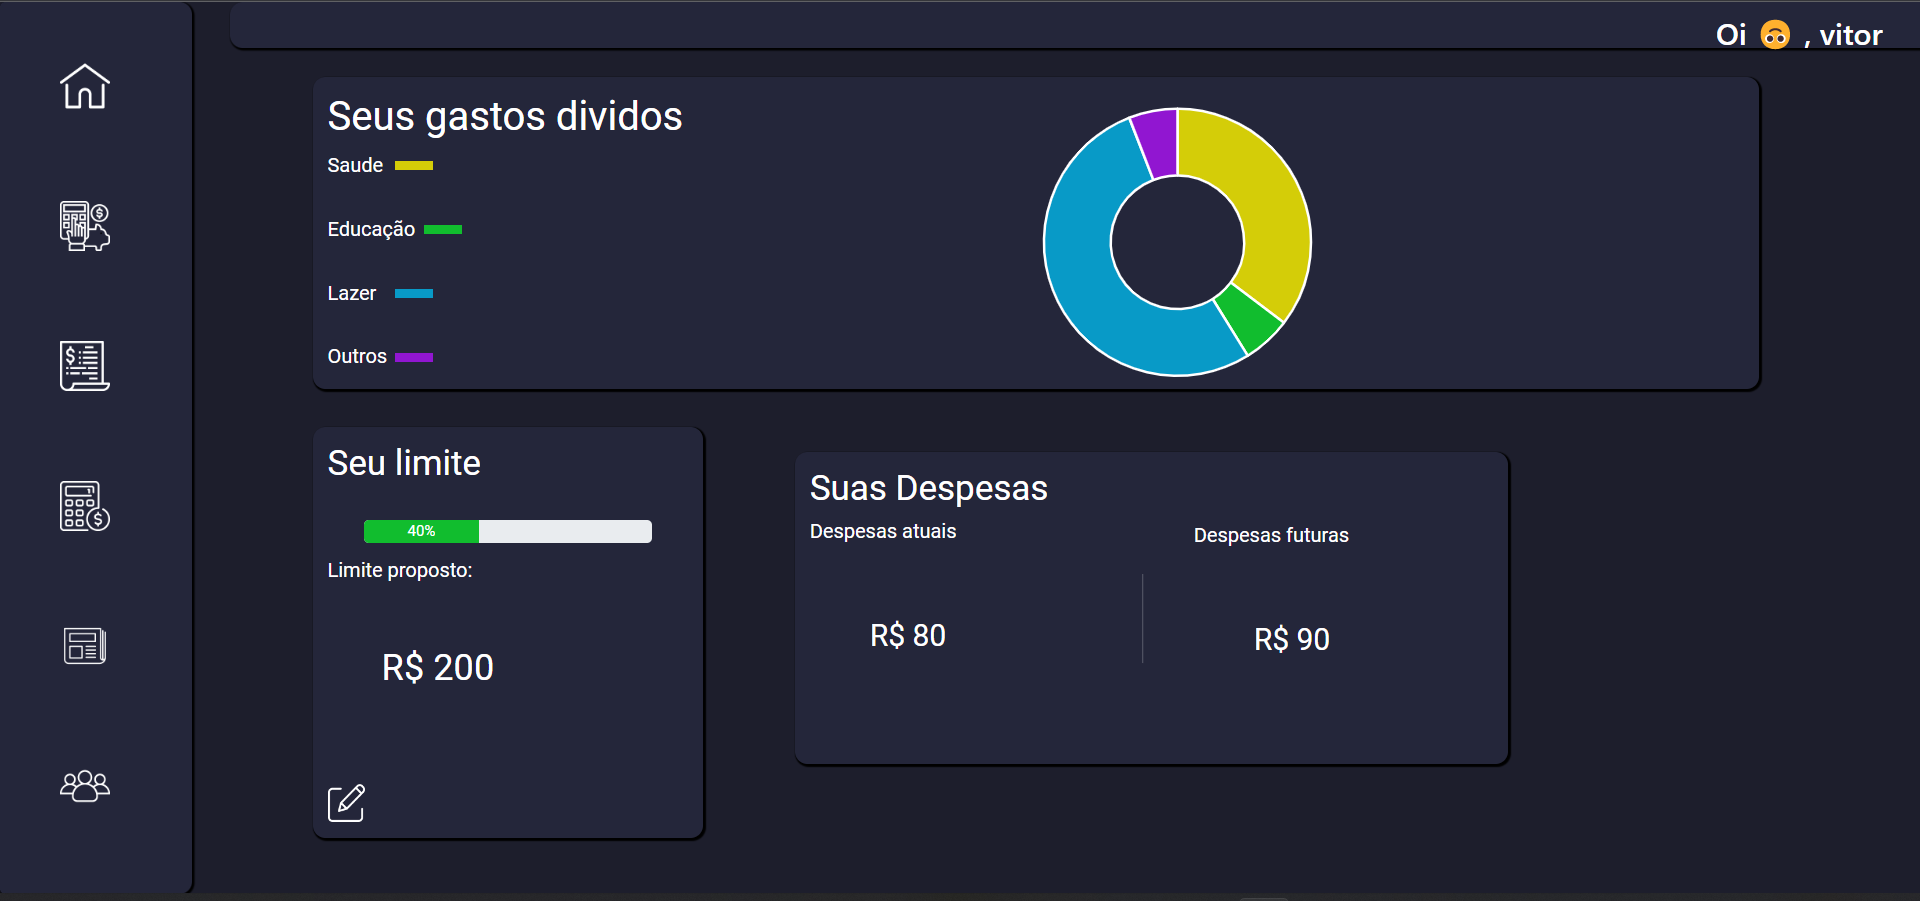 Oi 🙃 , vitor
Seus gastos dividos
Saude
Educação
Lazer
Outros
Seu limite
40%
Limite proposto:
R$ 200
Suas Despesas
Despesas atuais
Despesas futuras
R$ 80
R$ 90